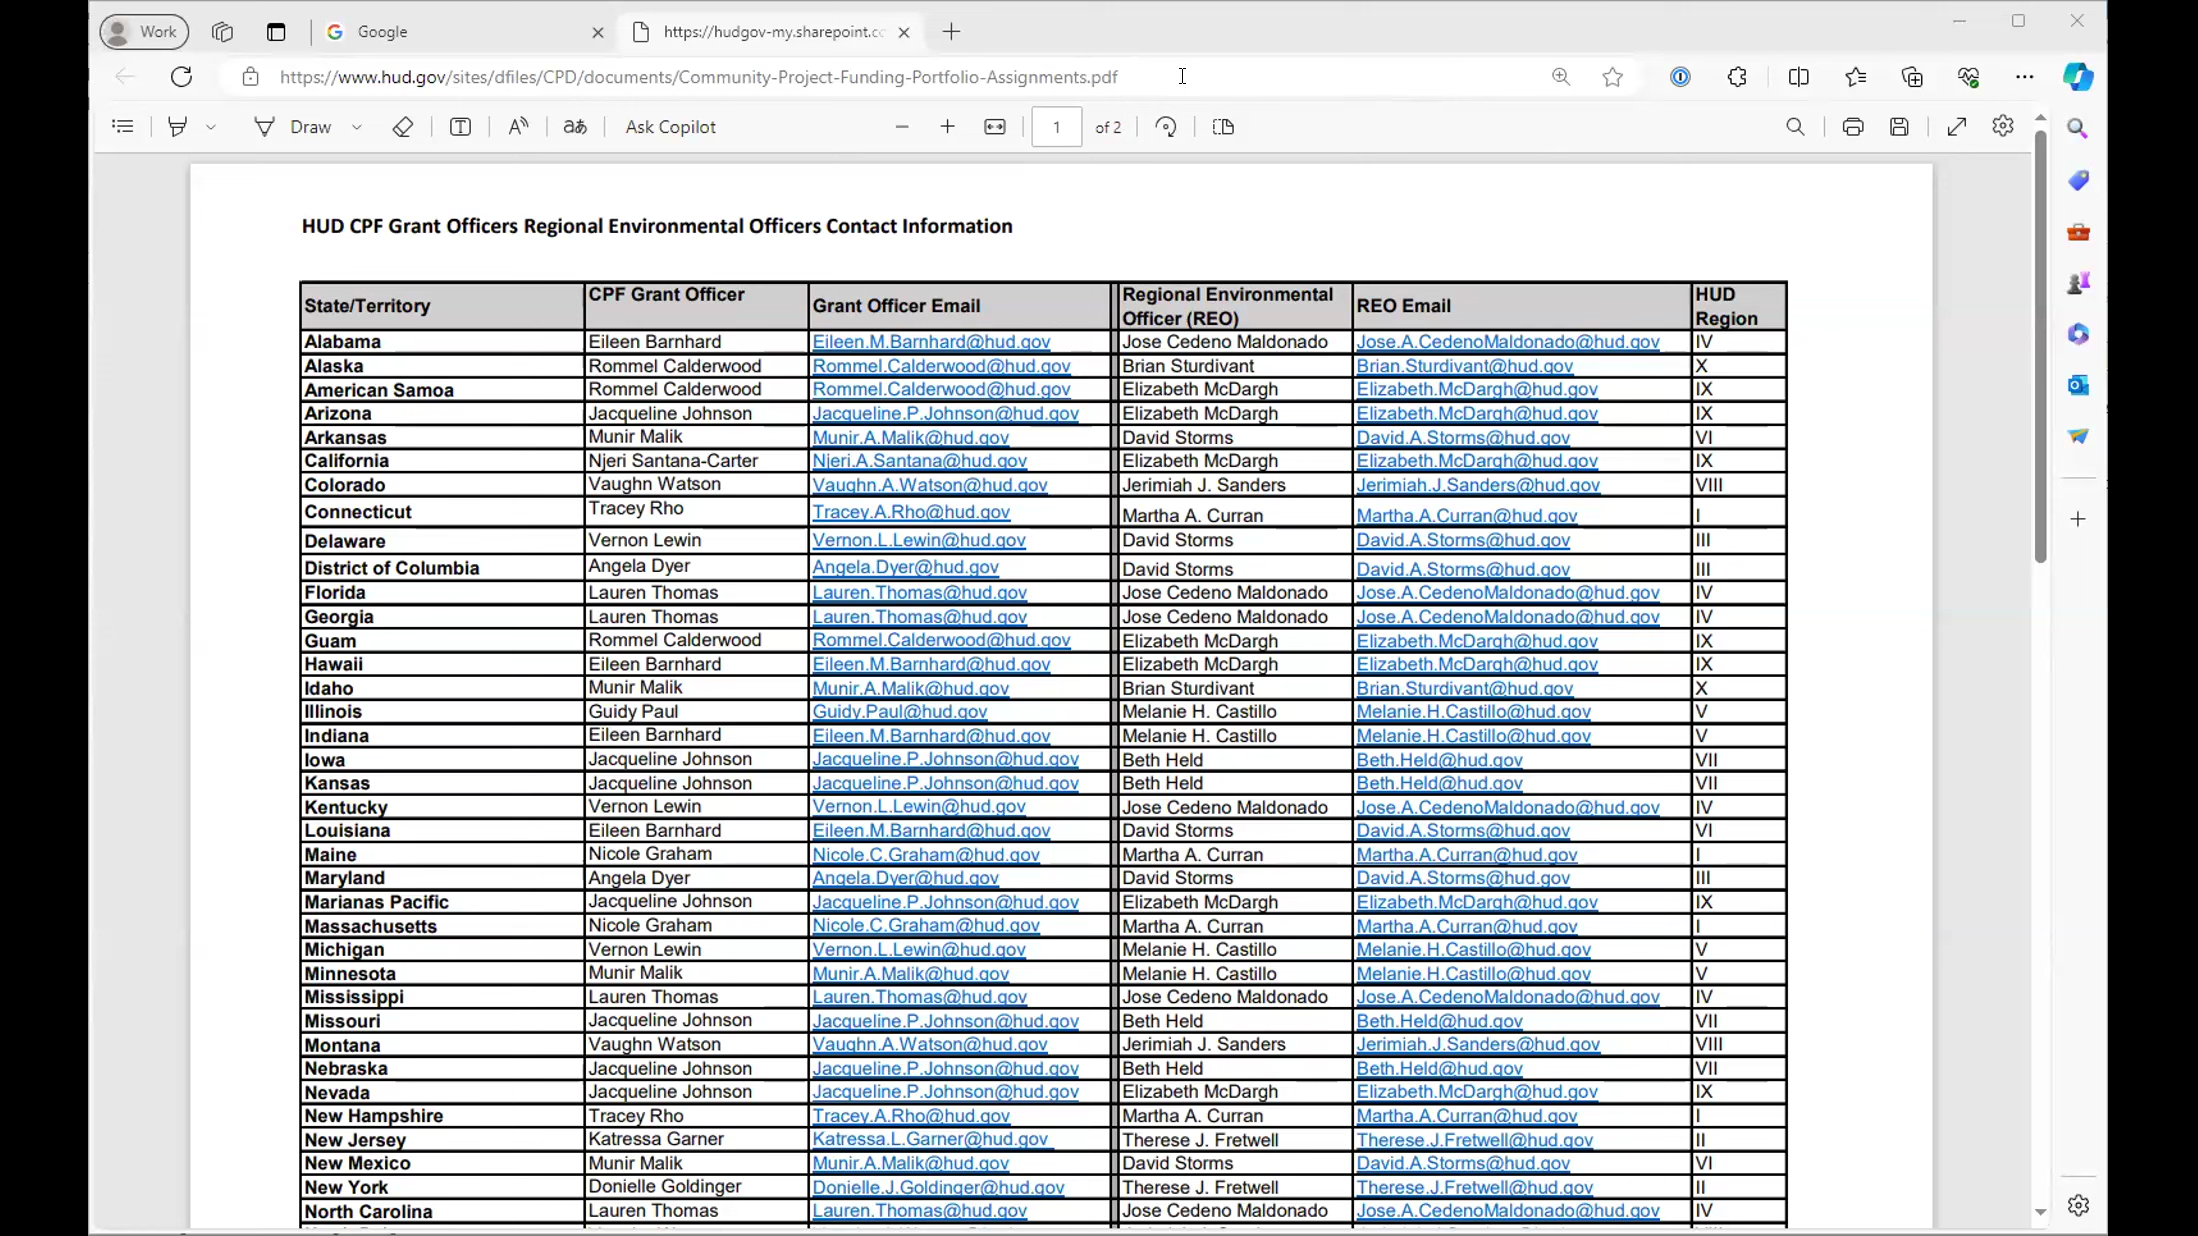 Work
Google
https://hudgov-my.sharepoint.cc
https://www.hud.gov/sites/dfiles/CPD/documents/Community-Project-Funding-Portfolio-Assignments.pdf
Draw
aあ
Ask Copilot
1
of 2
HUD CPF Grant Officers Regional Environmental Officers Contact Information
State/Territory CPF Grant Officer Grant Officer Email Regional Environmental Officer (REO) REO Email HUD Region
Alabama Eileen Barnhard Eileen.M.Barnhard@hud.gov Jose Cedeno Maldonado Jose.A.CedenoMaldonado@hud.gov IV
Alaska Rommel Calderwood Rommel.Calderwood@hud.gov Brian Sturdivant Brian.Sturdivant@hud.gov X
American Samoa Rommel Calderwood Rommel.Calderwood@hud.gov Elizabeth McDargh Elizabeth.McDargh@hud.gov IX
Arizona Jacqueline Johnson Jacqueline.P.Johnson@hud.gov Elizabeth McDargh Elizabeth.McDargh@hud.gov IX
Arkansas Munir Malik Munir.A.Malik@hud.gov David Storms David.A.Storms@hud.gov VI
California Njeri Santana-Carter Njeri.A.Santana@hud.gov Elizabeth McDargh Elizabeth.McDargh@hud.gov IX
Colorado Vaughn Watson Vaughn.A.Watson@hud.gov Jerimiah J. Sanders Jerimiah.J.Sanders@hud.gov VIII
Connecticut Tracey Rho Tracey.A.Rho@hud.gov Martha A. Curran Martha.A.Curran@hud.gov I
Delaware Vernon Lewin Vernon.L.Lewin@hud.gov David Storms David.A.Storms@hud.gov III
District of Columbia Angela Dyer Angela.Dyer@hud.gov David Storms David.A.Storms@hud.gov III
Florida Lauren Thomas Lauren.Thomas@hud.gov Jose Cedeno Maldonado Jose.A.CedenoMaldonado@hud.gov IV
Georgia Lauren Thomas Lauren.Thomas@hud.gov Jose Cedeno Maldonado Jose.A.CedenoMaldonado@hud.gov IV
Guam Rommel Calderwood Rommel.Calderwood@hud.gov Elizabeth McDargh Elizabeth.McDargh@hud.gov IX
Hawaii Eileen Barnhard Eileen.M.Barnhard@hud.gov Elizabeth McDargh Elizabeth.McDargh@hud.gov IX
Idaho Munir Malik Munir.A.Malik@hud.gov Brian Sturdivant Brian.Sturdivant@hud.gov X
Illinois Guidy Paul Guidy.Paul@hud.gov Melanie H. Castillo Melanie.H.Castillo@hud.gov V
Indiana Eileen Barnhard Eileen.M.Barnhard@hud.gov Melanie H. Castillo Melanie.H.Castillo@hud.gov V
Iowa Jacqueline Johnson Jacqueline.P.Johnson@hud.gov Beth Held Beth.Held@hud.gov VII
Kansas Jacqueline Johnson Jacqueline.P.Johnson@hud.gov Beth Held Beth.Held@hud.gov VII
Kentucky Vernon Lewin Vernon.L.Lewin@hud.gov Jose Cedeno Maldonado Jose.A.CedenoMaldonado@hud.gov IV
Louisiana Eileen Barnhard Eileen.M.Barnhard@hud.gov David Storms David.A.Storms@hud.gov VI
Maine Nicole Graham Nicole.C.Graham@hud.gov Martha A. Curran Martha.A.Curran@hud.gov I
Maryland Angela Dyer Angela.Dyer@hud.gov David Storms David.A.Storms@hud.gov III
Marianas Pacific Jacqueline Johnson Jacqueline.P.Johnson@hud.gov Elizabeth McDargh Elizabeth.McDargh@hud.gov IX
Massachusetts Nicole Graham Nicole.C.Graham@hud.gov Martha A. Curran Martha.A.Curran@hud.gov I
Michigan Vernon Lewin Vernon.L.Lewin@hud.gov Melanie H. Castillo Melanie.H.Castillo@hud.gov V
Minnesota Munir Malik Munir.A.Malik@hud.gov Melanie H. Castillo Melanie.H.Castillo@hud.gov V
Mississippi Lauren Thomas Lauren.Thomas@hud.gov Jose Cedeno Maldonado Jose.A.CedenoMaldonado@hud.gov IV
Missouri Jacqueline Johnson Jacqueline.P.Johnson@hud.gov Beth Held Beth.Held@hud.gov VII
Montana Vaughn Watson Vaughn.A.Watson@hud.gov Jerimiah J. Sanders Jerimiah.J.Sanders@hud.gov VIII
Nebraska Jacqueline Johnson Jacqueline.P.Johnson@hud.gov Beth Held Beth.Held@hud.gov VII
Nevada Jacqueline Johnson Jacqueline.P.Johnson@hud.gov Elizabeth McDargh Elizabeth.McDargh@hud.gov IX
New Hampshire Tracey Rho Tracey.A.Rho@hud.gov Martha A. Curran Martha.A.Curran@hud.gov I
New Jersey Katressa Garner Katressa.L.Garner@hud.gov Therese J. Fretwell Therese.J.Fretwell@hud.gov II
New Mexico Munir Malik Munir.A.Malik@hud.gov David Storms David.A.Storms@hud.gov VI
New York Donielle Goldinger Donielle.J.Goldinger@hud.gov Therese J. Fretwell Therese.J.Fretwell@hud.gov II
North Carolina Lauren Thomas Lauren.Thomas@hud.gov Jose Cedeno Maldonado Jose.A.CedenoMaldonado@hud.gov IV